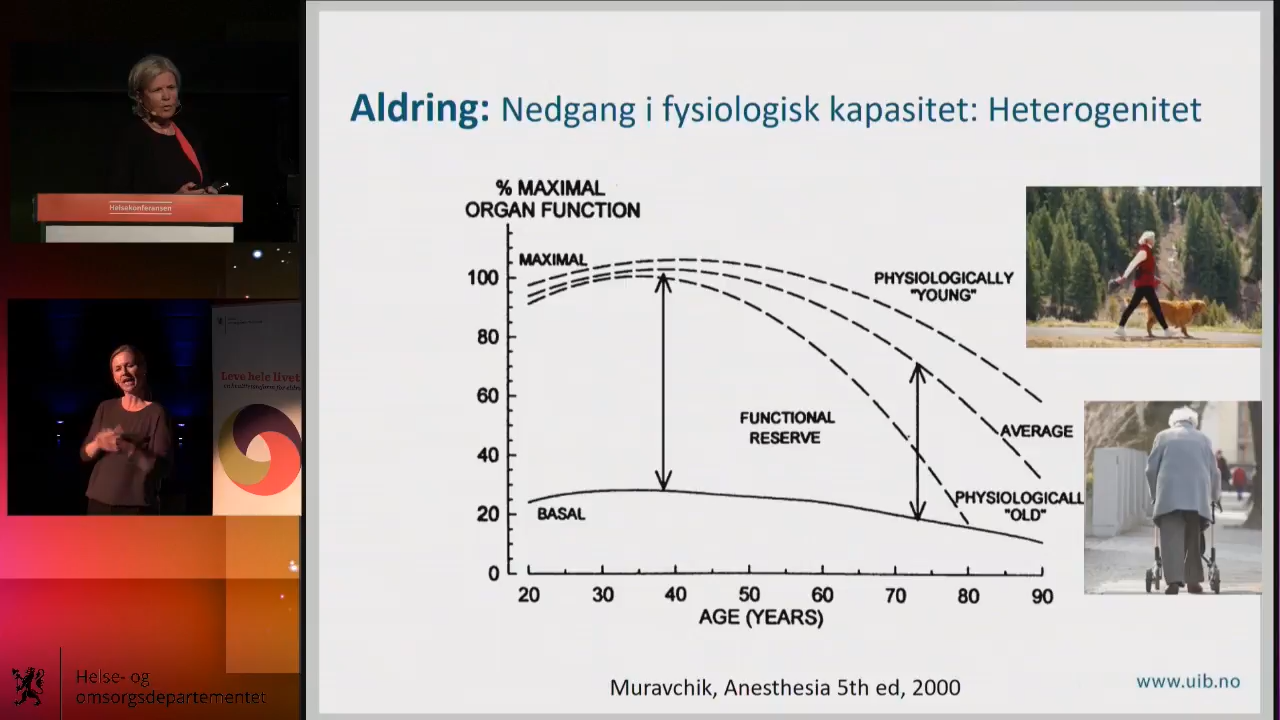 Aldring: Nedgang i fysiologisk kapasitet: Heterogenitet
% MAXIMAL
ORGAN FUNCTION
MAXIMAL
PHYSIOLOGICALLY
"YOUNG"
FUNCTIONAL
RESERVE
AVERAGE
PHYSIOLOGICALL
"OLD"
BASAL
100
80
60
40
20
0
20 30 40 50 60 70 80 90
AGE (YEARS)
Muravchik, Anesthesia 5th ed, 2000
www.uib.no
Helsekonferansen
Leve hele livet
Helse- og
omsorgsdepartementet